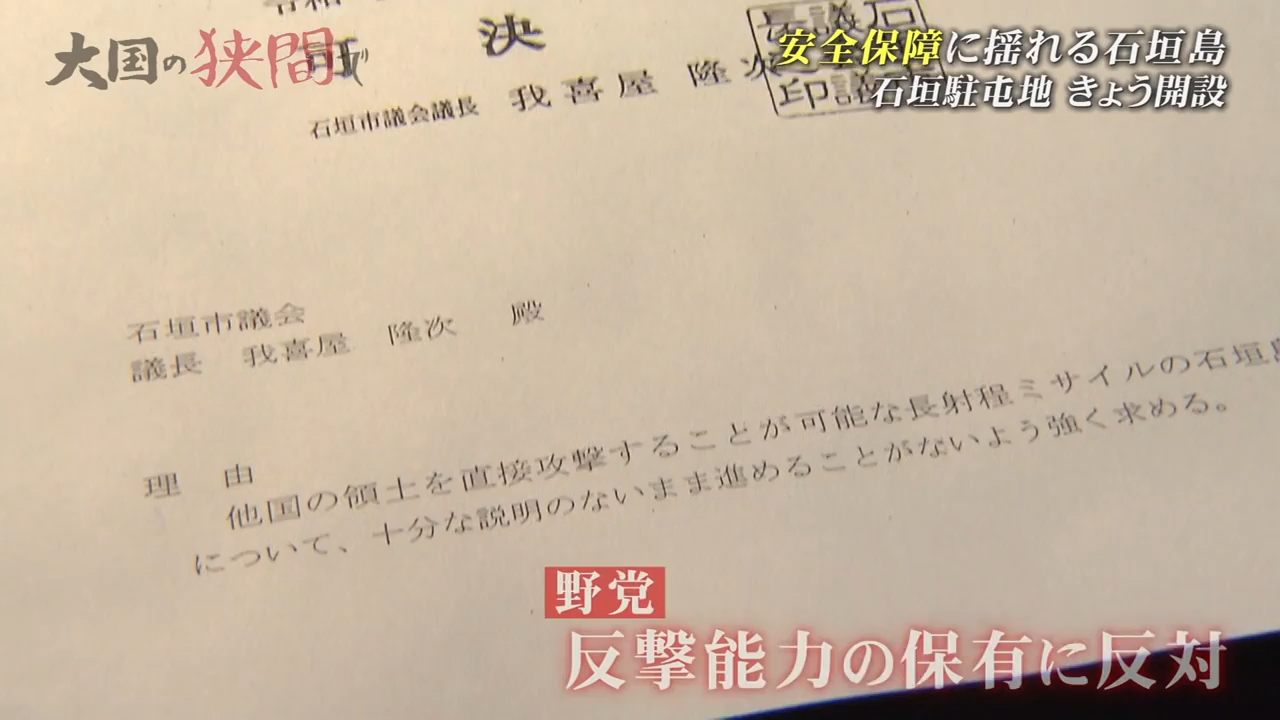 大国の狭間で
安全保障に揺れる石垣島
石垣駐屯地 きょう開設
決
石垣市議会議長 我喜屋 隆次
石垣市議会
議長 我喜屋 隆次 殿
理 由
他国の領土を直接攻撃することが可能な長射程ミサイルの石垣島
について、十分な説明のないまま進めることがないよう強く求める。
野党
反撃能力の保有に反対